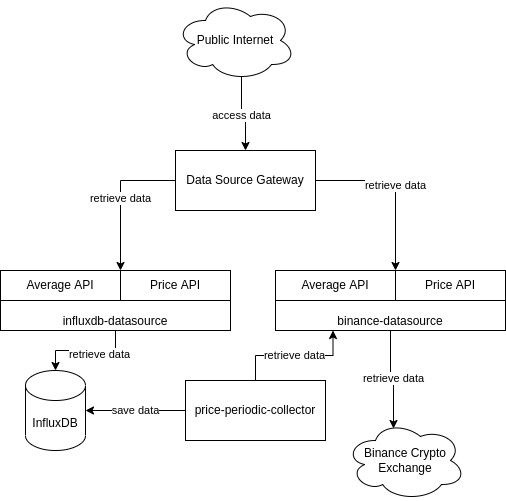 Public Internet
access data
Data Source Gateway
retrieve data
retrieve data
Average API
Price API
influxdb-datasource
Average API
Price API
binance-datasource
retrieve data
retrieve data
retrieve data
InfluxDB
save data
price-periodic-collector
Binance Crypto
Exchange